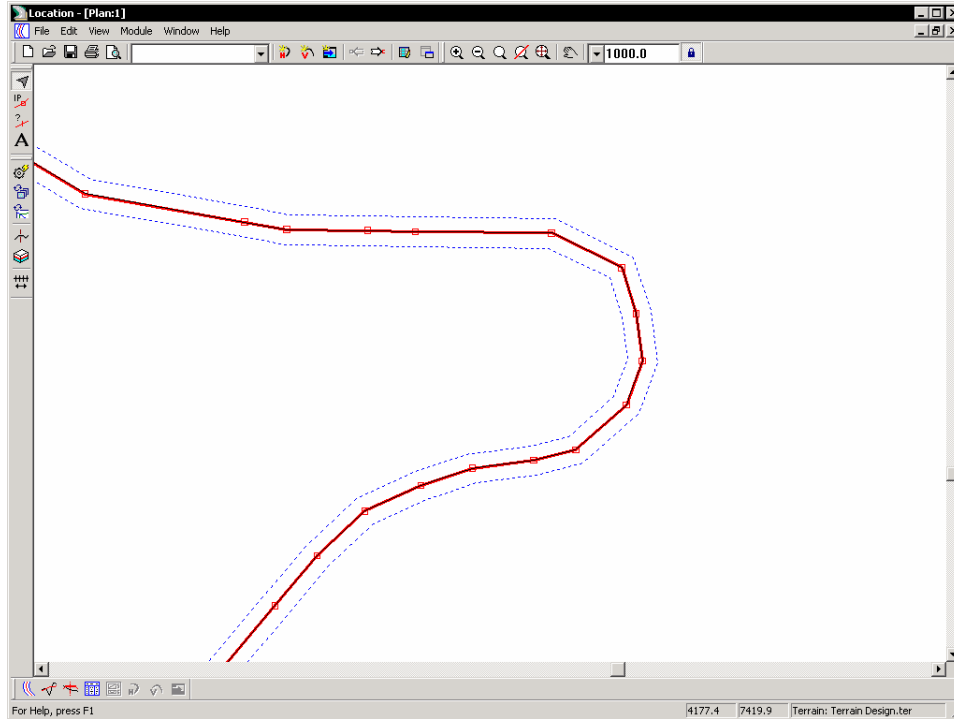 Location - [Plan:1]
File Edit View Module Window Help
1000.0
IP
?
A
For Help, press F1
4177.4 7419.9 Terrain: Terrain Design.ter